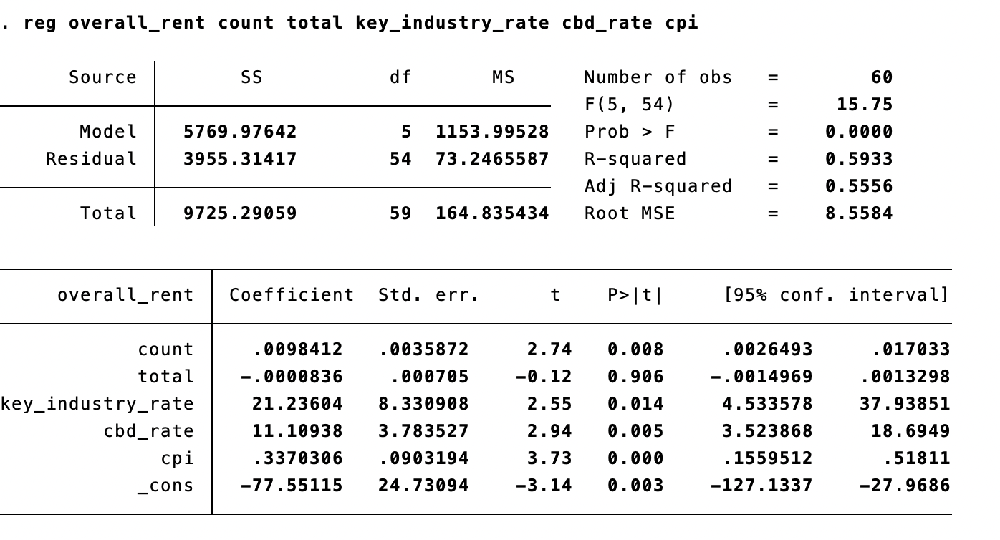 . reg overall_rent count total key_industry_rate cbd_rate cpi
Source SS df MS Number of obs = 60
F(5, 54) = 15.75
Model 5769.97642 5 1153.99528 Prob > F = 0.0000
Residual 3955.31417 54 73.2465587 R-squared = 0.5933
Adj R-squared = 0.5556
Total 9725.29059 59 164.835434 Root MSE = 8.5584
overall_rent Coefficient Std. err. t P>|t| [95% conf. interval]
count .0098412 .0035872 2.74 0.008 .0026493 .017033
total -.0000836 .000705 -0.12 0.906 -.0014969 .0013298
key_industry_rate 21.23604 8.330908 2.55 0.014 4.533578 37.93851
cbd_rate 11.10938 3.783527 2.94 0.005 3.523868 18.6949
cpi .3370306 .0903194 3.73 0.000 .1559512 .51811
_cons -77.55115 24.73094 -3.14 0.003 -127.1337 -27.9686